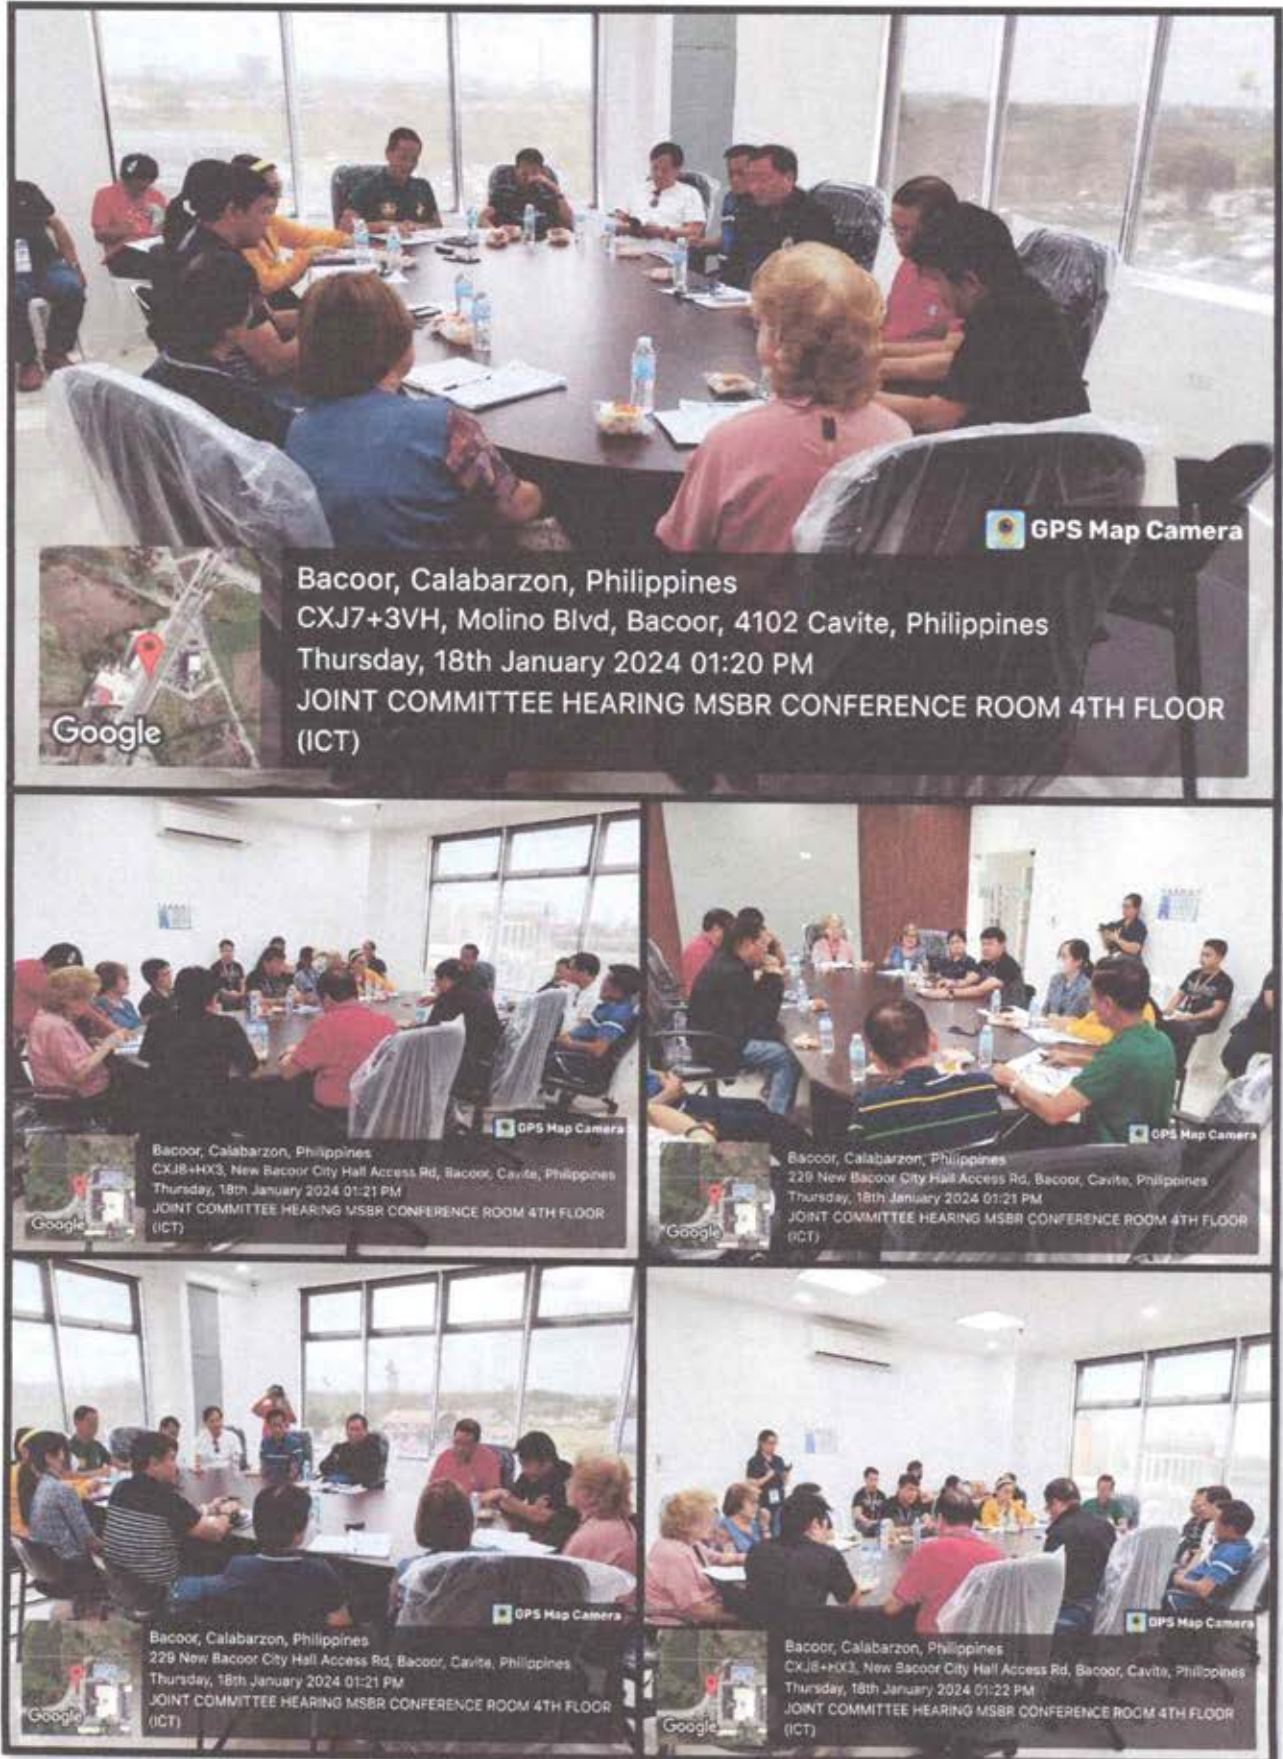 GPS Map Camera
Bacoor, Calabarzon, Philippines
CXJ7+3VH, Molino Blvd, Bacoor, 4102 Cavite, Philippines
Thursday, 18th January 2024 01:20 PM
JOINT COMMITTEE HEARING MSBR CONFERENCE ROOM 4TH FLOOR
(ICT)
Google
GPS Map Camera
Bacoor, Calabarzon, Philippines
CXJ8+HX3, New Bacoor City Hall Access Rd, Bacoor, Cavite, Philippines
Thursday, 18th January 2024 01:21 PM
JOINT COMMITTEE HEARING MSBR CONFERENCE ROOM 4TH FLOOR
(ICT)
Google
GPS Map Camera
Bacoor, Calabarzon, Philippines
229 New Bacoor City Hall Access Rd, Bacoor, Cavite, Philippines
Thursday, 18th January 2024 01:21 PM
JOINT COMMITTEE HEARING MSBR CONFERENCE ROOM 4TH FLOOR
(ICT)
Google
GPS Map Camera
Bacoor, Calabarzon, Philippines
229 New Bacoor City Hall Access Rd, Bacoor, Cavite, Philippines
Thursday, 18th January 2024 01:21 PM
JOINT COMMITTEE HEARING MSBR CONFERENCE ROOM 4TH FLOOR
(ICT)
Google
GPS Map Camera
Bacoor, Calabarzon, Philippines
CXJ8+HX3, New Bacoor City Hall Access Rd, Bacoor, Cavite, Philippines
Thursday, 18th January 2024 01:22 PM
JOINT COMMITTEE HEARING MSBR CONFERENCE ROOM 4TH FLOOR
(ICT)
Google